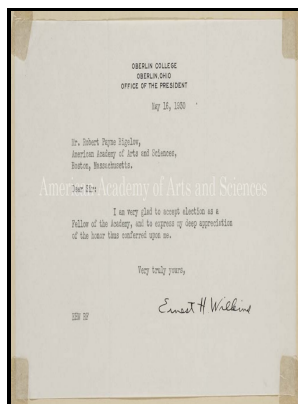 OBERLIN COLLEGE
OBERLIN, OHIO
OFFICE OF THE PRESIDENT
May 16, 1930
Mr. Robert Payne Bigelow,
American Academy of Arts and Sciences,
Boston, Massachusetts.
American Academy of Arts and Sciences
Dear Sir:
I am very glad to accept election as a
Fellow of the Academy, and to express my deep appreciation
of the honor thus conferred upon me.
Very truly yours,
Ernest H. Wilkins